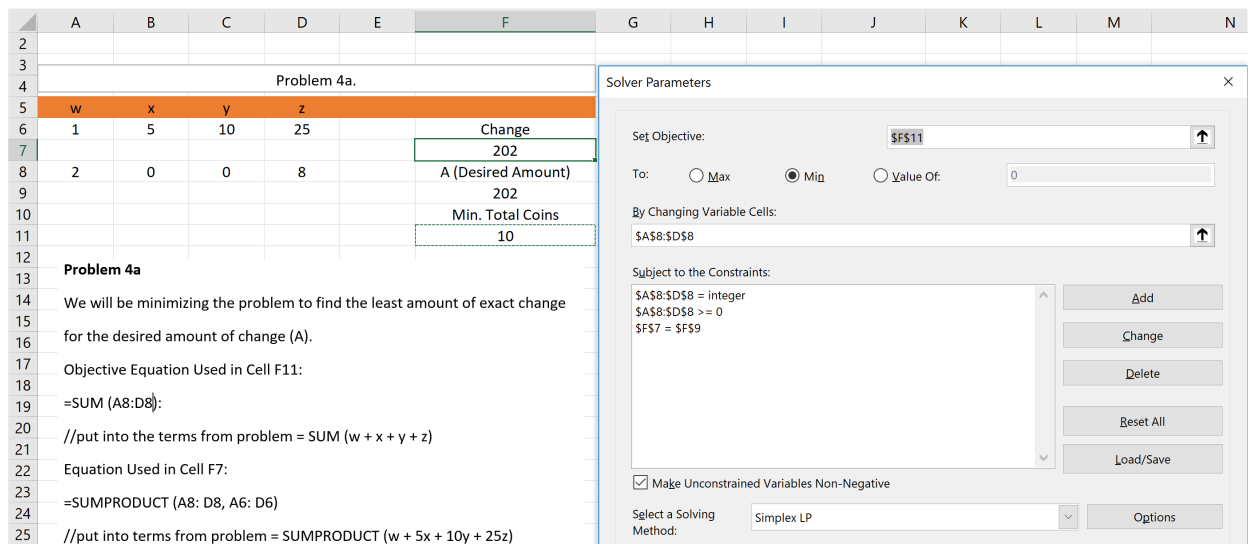 A B C D E F G H I J K L M N
2
3
4 Problem 4a.
5 w x y z
6 1 5 10 25 Change
7 202
8 2 0 0 8 A (Desired Amount)
9 202
10 Min. Total Coins
11 10
12
13 Problem 4a
14 We will be minimizing the problem to find the least amount of exact change
15
16 for the desired amount of change (A).
17 Objective Equation Used in Cell F11:
18
19 =SUM (A8:D8):
20 //put into the terms from problem = SUM (w + x + y + z)
21
22 Equation Used in Cell F7:
23 =SUMPRODUCT (A8: D8, A6: D6)
24
25 //put into terms from problem = SUMPRODUCT (w + 5x + 10y + 25z)
Solver Parameters ×
Set Objective: $F$11
To: Max Min Value Of: 0
By Changing Variable Cells:
$A$8:$D$8
Subject to the Constraints:
$A$8:$D$8 = integer
$A$8:$D$8 >= 0
$F$7 = $F$9
Add
Change
Delete
Reset All
Load/Save
Make Unconstrained Variables Non-Negative
Select a Solving
Method:
Simplex LP
Options